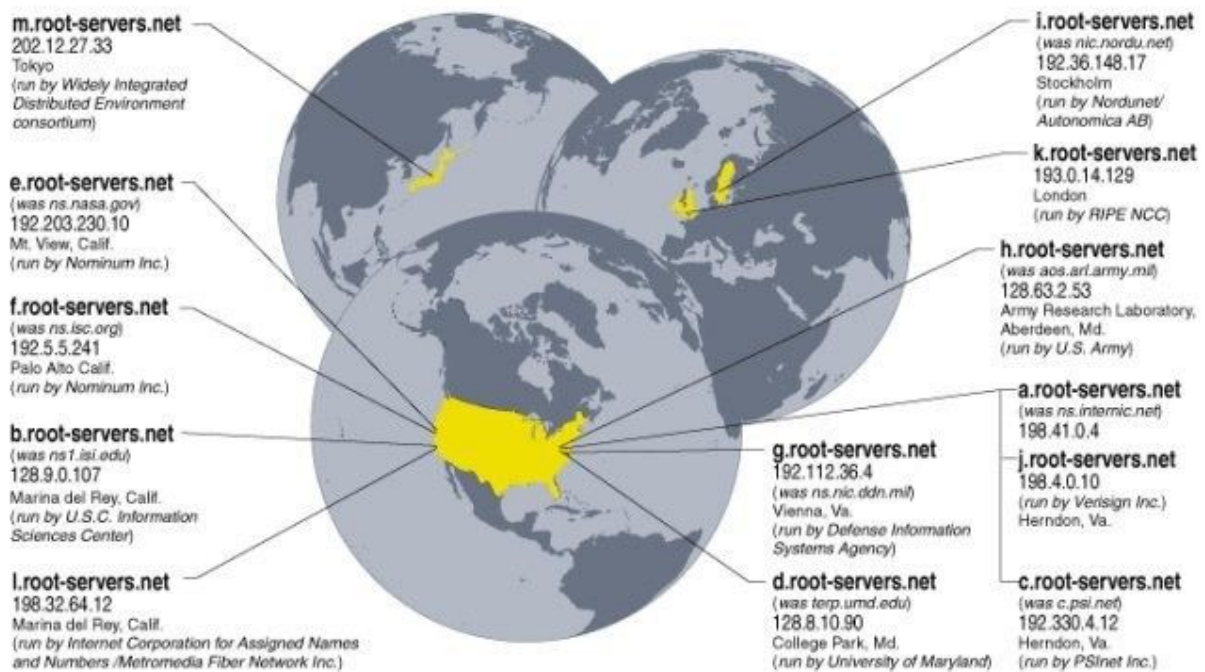 m.root-servers.net
202.12.27.33
Tokyo
(run by Widely Integrated
Distributed Environment
consortium)
e.root-servers.net
(was ns.nasa.gov)
192.203.230.10
Mt. View, Calif.
(run by Nominum Inc.)
f.root-servers.net
(was ns.isc.org)
192.5.5.241
Palo Alto Calif.
(run by Nominum Inc.)
b.root-servers.net
(was ns1.isi.edu)
128.9.0.107
Marina del Rey, Calif.
(run by U.S.C. Information
Sciences Center)
l.root-servers.net
198.32.64.12
Marina del Rey, Calif.
(run by Internet Corporation for Assigned Names
and Numbers /Metromedia Fiber Network Inc.)
i.root-servers.net
(was nic.nordu.net)
192.36.148.17
Stockholm
(run by Nordunet/
Autonomica AB)
k.root-servers.net
193.0.14.129
London
(run by RIPE NCC)
h.root-servers.net
(was aos.arl.army.mil)
128.63.2.53
Army Research Laboratory,
Aberdeen, Md.
(run by U.S. Army)
a.root-servers.net
(was ns.internic.net)
198.41.0.4
j.root-servers.net
198.4.0.10
(run by Verisign Inc.)
Herndon, Va.
g.root-servers.net
192.112.36.4
(was ns.nic.ddn.mil)
Vienna, Va.
(run by Defense Information
Systems Agency)
d.root-servers.net
(was terp.umd.edu)
128.8.10.90
College Park, Md.
(run by University of Maryland)
c.root-servers.net
(was c.psi.net)
192.330.4.12
Herndon, Va.
(run by PSInet Inc.)